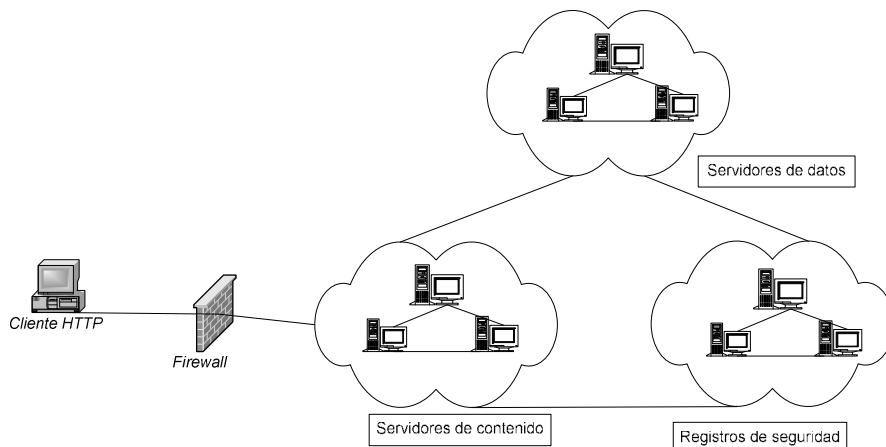 Servidores de datos
Cliente HTTP
Firewall
Servidores de contenido
Registros de seguridad